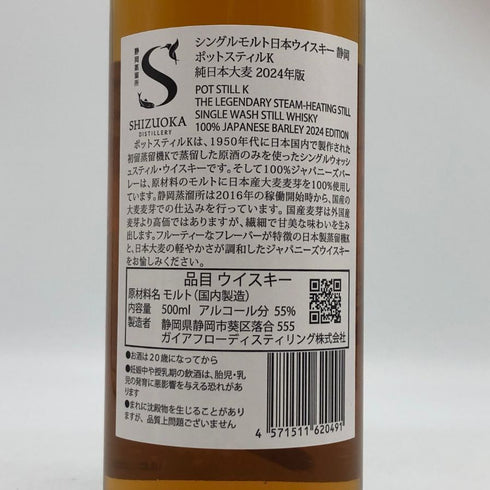 静岡蒸溜所
S
SHIZUOKA
DISTILLERY
シングルモルト日本ウイスキー 静岡
ポットスティルK
純日本大麦 2024年版
POT STILL K
THE LEGENDARY STEAM-HEATING STILL
SINGLE WASH STILL WHISKY
100% JAPANESE BARLEY 2024 EDITION
ポットスティルKは、1950年代に日本国内で製作された
初留蒸留機Kで蒸留した原酒のみを使ったシングルウォッシ
ュスティル・ウイスキーです。そして100%ジャパニーズバー
レーは、原材料のモルトに日本産大麦麦芽を100%使用し
ています。静岡蒸溜所は2016年の稼働開始時から、国産の
大麦麦芽での仕込みを行っています。国産麦芽は外国産
麦芽より高価ではありますが、繊細で甘美な味わいを生み
出します。フルーティーなフレーバーが特徴の日本製蒸留機K
と、日本大麦の軽やかさが調和したジャパニーズウイスキー
をお愉しみください。
品目 ウイスキー
原材料名 モルト(国内製造)
内容量 500ml アルコール分 55%
製造者 静岡県静岡市葵区落合 555
ガイアフローディスティリング株式会社
●お酒は20歳になってから
●妊娠中や授乳期の飲酒は、胎児・乳
児の発育に悪影響を与える恐れが
あります
●まれに沈殿物を生じることがあり
ますが、品質上問題ございません
4 571511 620491